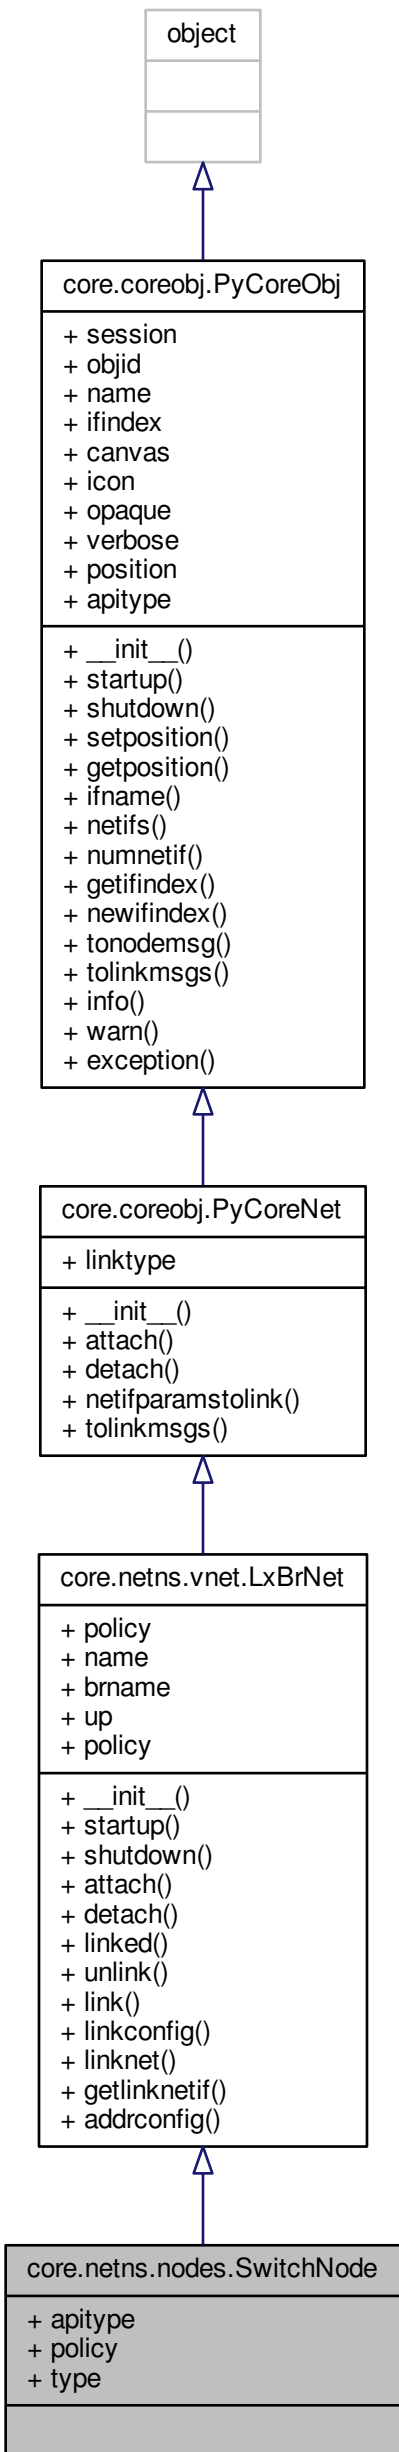 object
core.coreobj.PyCoreObj
+ session
+ objid
+ name
+ ifindex
+ canvas
+ icon
+ opaque
+ verbose
+ position
+ apitype
+ __init__()
+ startup()
+ shutdown()
+ setposition()
+ getposition()
+ ifname()
+ netifs()
+ numnetif()
+ getifindex()
+ newifindex()
+ tonodemsg()
+ tolinkmsgs()
+ info()
+ warn()
+ exception()
core.coreobj.PyCoreNet
+ linktype
+ __init__()
+ attach()
+ detach()
+ netifparamstolink()
+ tolinkmsgs()
core.netns.vnet.LxBrNet
+ policy
+ name
+ brname
+ up
+ policy
+ __init__()
+ startup()
+ shutdown()
+ attach()
+ detach()
+ linked()
+ unlink()
+ link()
+ linkconfig()
+ linknet()
+ getlinknetif()
+ addrconfig()
core.netns.nodes.SwitchNode
+ apitype
+ policy
+ type